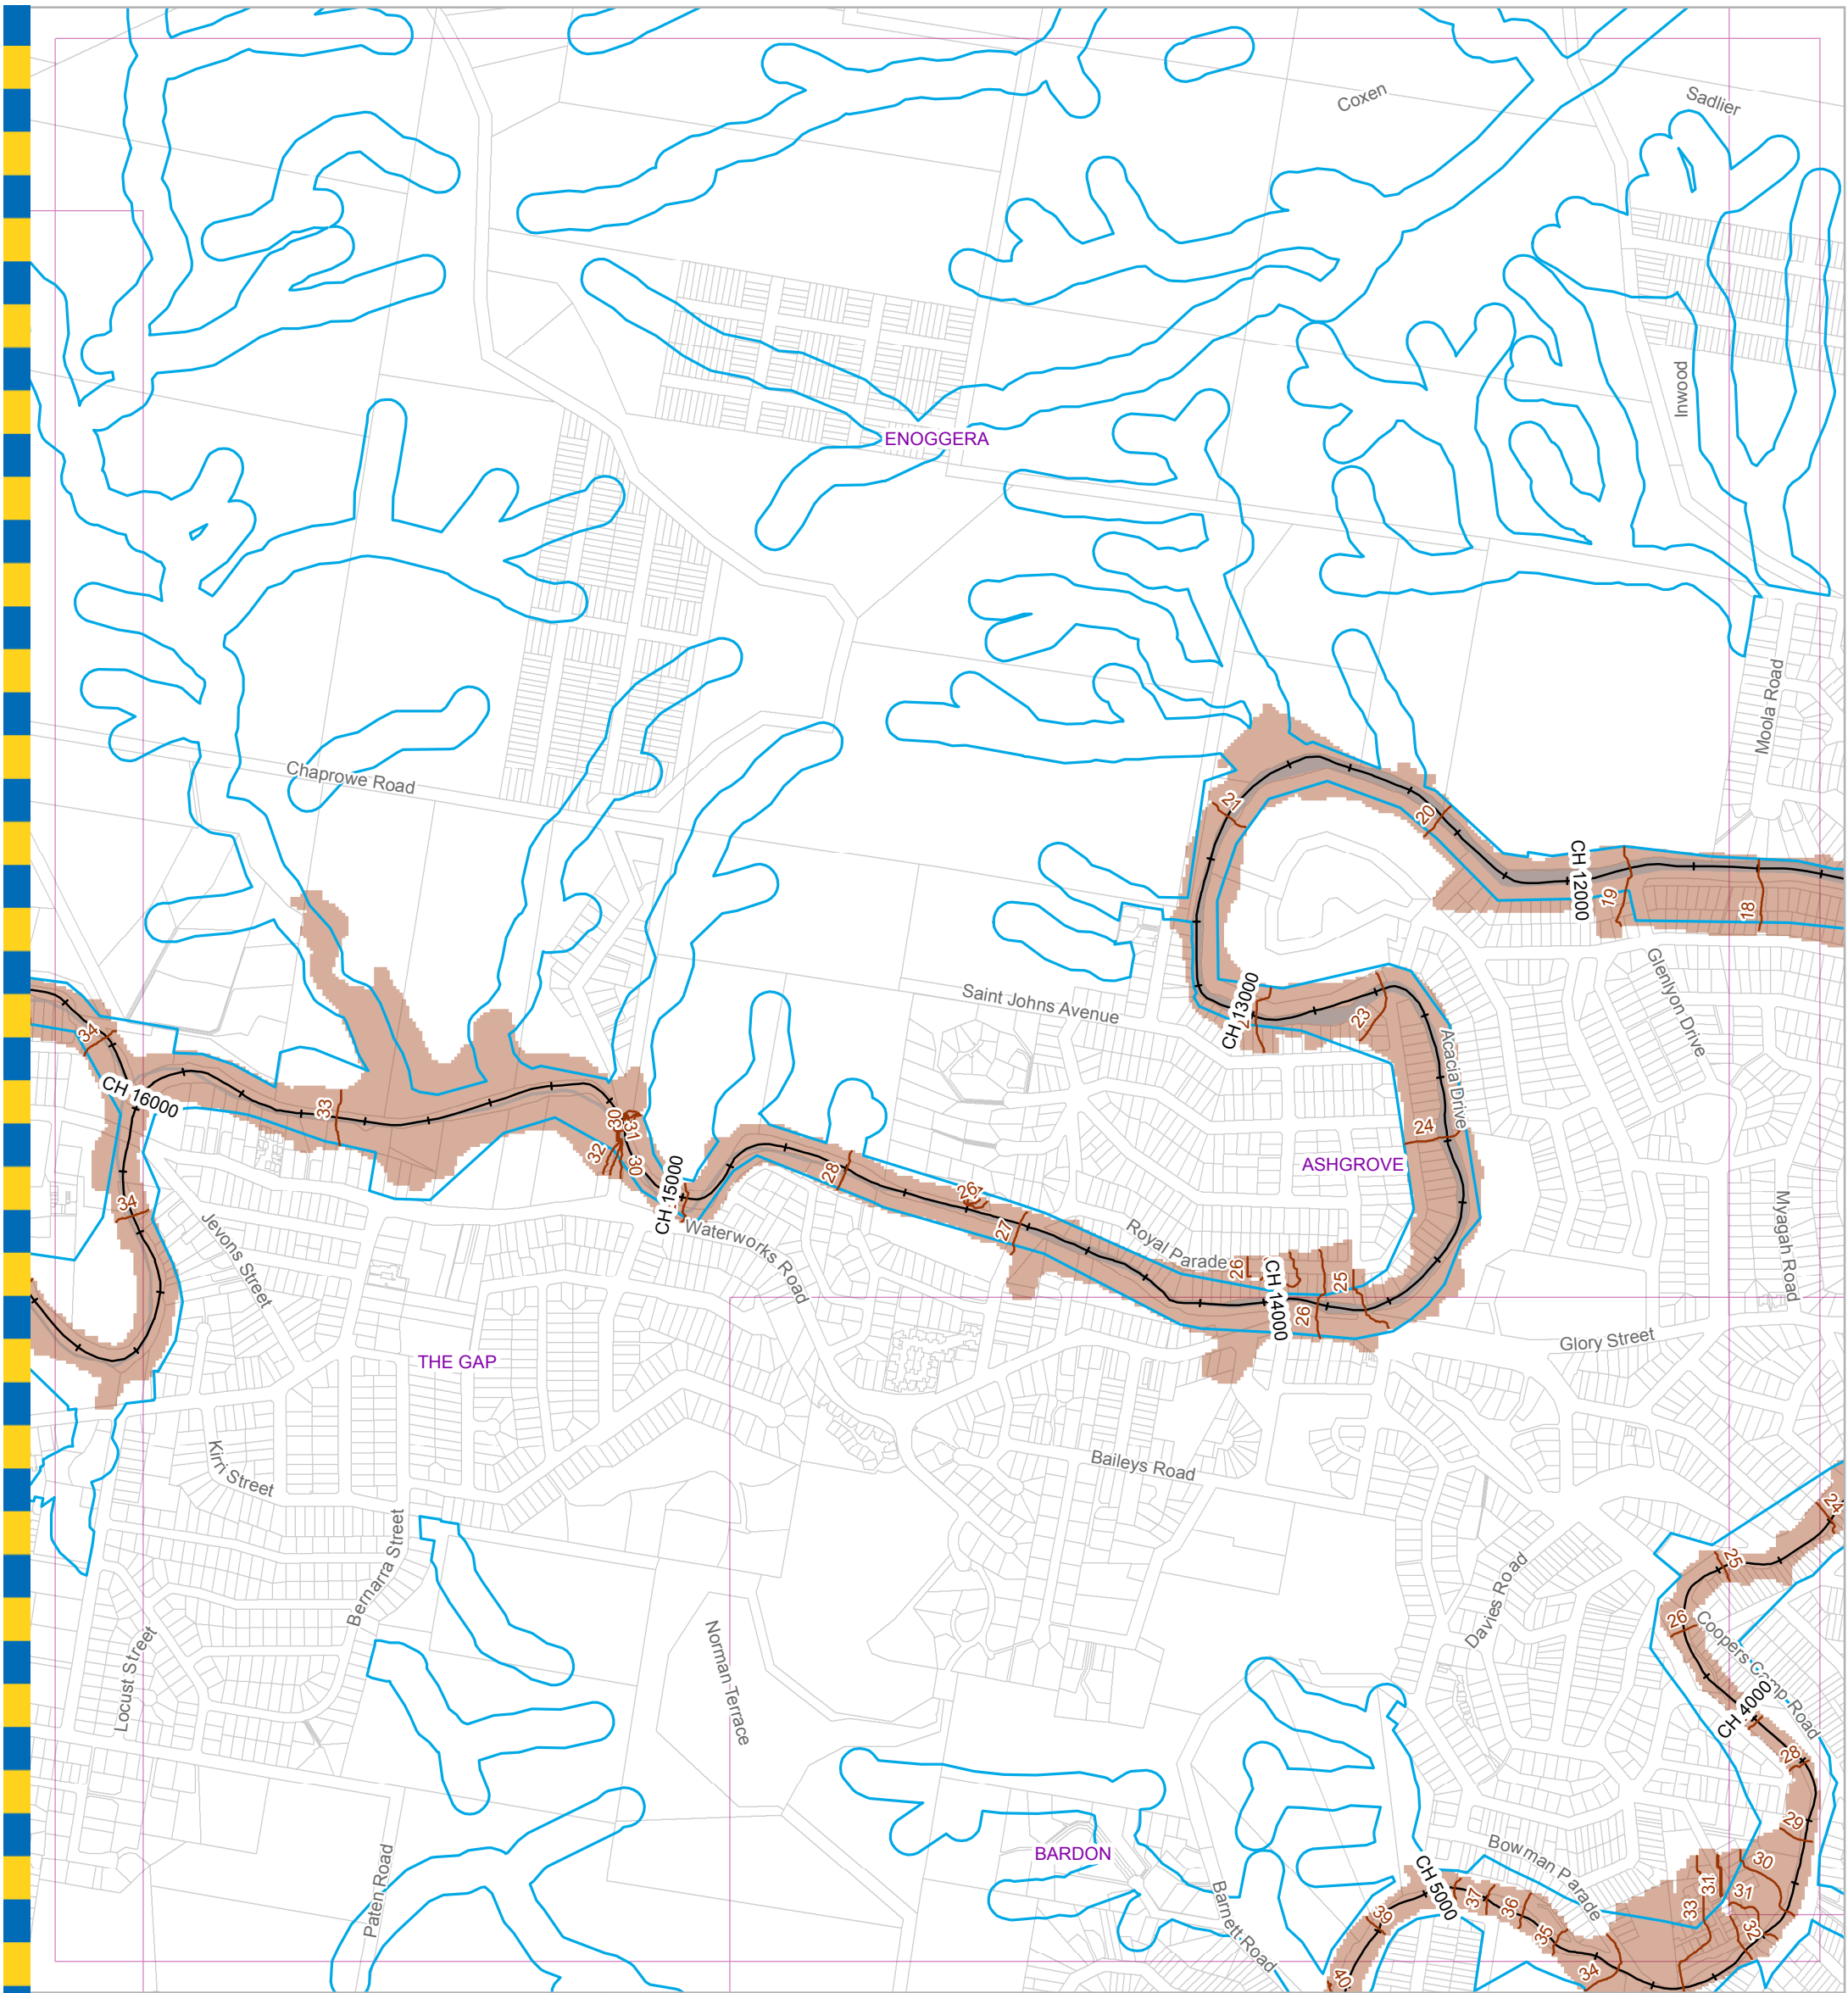 Coxen
Sadlier
Inwood
ENOGGERA
Moola Road
Chaprowe Road
21
20
CH 12000
19
18
Glenlyon Drive
Saint Johns Avenue
CH 13000
23
Acacia Drive
34
CH 16000
33
30
31
32
30
24
ASHGROVE
CH 15000
28
26
27
34
Jevons Street
Waterworks Road
Royal Parade
26
CH 14000
25
26
Myagah Road
Glory Street
THE GAP
Kirri Street
Baileys Road
Bernarra Street
24
25
Davies Road
26
Coopers Camp Road
Locust Street
Norman Terrace
CH 4000
28
29
BARDON
Bowman Parade
30
31
31
33
32
Paten Road
Barnett Road
CH 5000
37
36
39
35
34
40